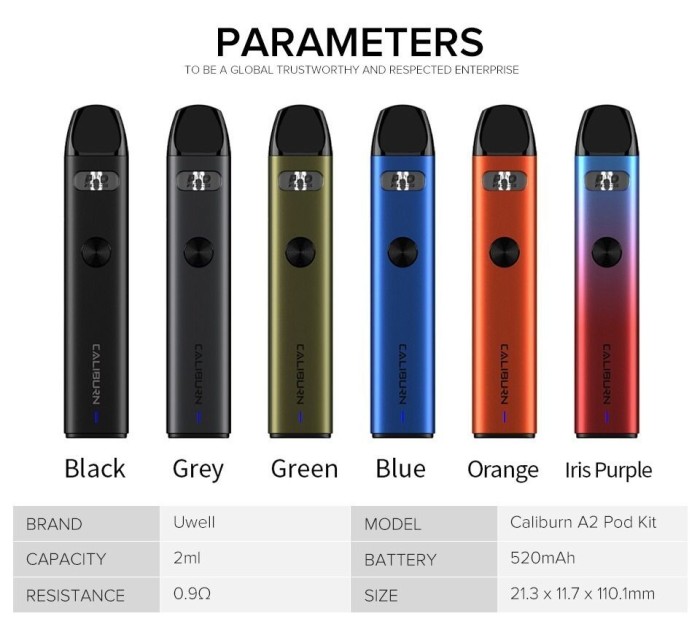 PARAMETERS
TO BE A GLOBAL TRUSTWORTHY AND RESPECTED ENTERPRISE
CALIBURN CALIBURN CALIBURN CALIBURN CALIBURN CALIBURN
Black Grey Green Blue Orange Iris Purple
BRAND Uwell MODEL Caliburn A2 Pod Kit
CAPACITY 2ml BATTERY 520mAh
RESISTANCE 0.9Ω SIZE 21.3 x 11.7 x 110.1mm